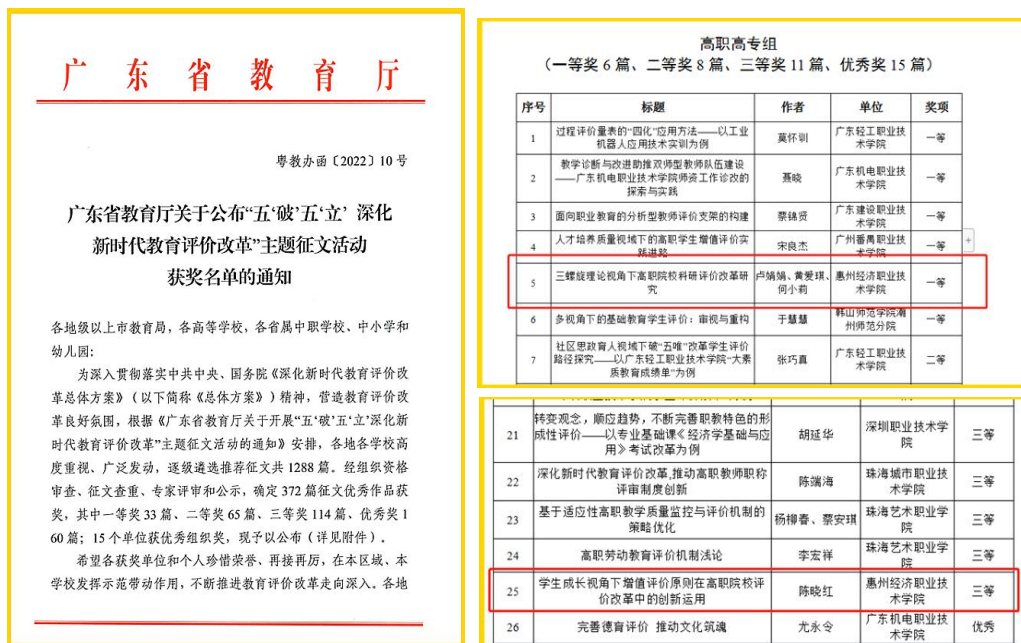 广东省教育厅
粤教办函〔2022〕10号
广东省教育厅关于公布“五‘破’五‘立’ 深化
新时代教育评价改革”主题征文活动
获奖名单的通知
各地级以上市教育局，各高等学校，各省属中职学校、中小学和
幼儿园：
为深入贯彻落实中共中央、国务院《深化新时代教育评价改
革总体方案》（以下简称《总体方案》）精神，营造教育评价改
革良好氛围，根据《广东省教育厅关于开展“五‘破’五‘立’深化新
时代教育评价改革”主题征文活动的通知》安排，各地各学校高
度重视、广泛发动，逐级遴选推荐征文共1288篇。经组织资格
审查、征文查重、专家评审和公示，确定372篇征文优秀作品获
奖，其中一等奖33篇、二等奖65篇、三等奖114篇、优秀奖1
60篇；15个单位获优秀组织奖，现予以公布（详见附件）。
希望各获奖单位和个人珍惜荣誉、再接再厉，在本区域、本
学校发挥示范带动作用，不断推进教育评价改革走向深入。各地
高职高专组
（一等奖6篇、二等奖8篇、三等奖11篇、优秀奖15篇）
序号 标题 作者 单位 奖项
过程评价量表的“四化”应用方法——以工业 广东轻工职业技
1 机器人应用技术实训为例 莫怀训 术学院 一等
教学诊断与改进助推双师型教师队伍建设
2 ——广东机电职业技术学院师资工作诊改的 聂晓 广东机电职业技 一等
探索与实践 术学院
3 面向职业教育的分析型教师评价支架的构建 蔡锦贤 广东建设职业技 一等
术学院
人才培养质量视域下的高职学生增值评价实 广州番禺职业技
4 践进路 宋良杰 术学院 一等
三螺旋理论视角下高职院校科研评价改革研 卢娟娟、黄爱琪、 惠州经济职业技
5 究 何小莉 术学院 一等
6 多视角下的基础教育学生评价：审视与重构 于慧慧 韩山师范学院潮 一等
州师范分院
社区思政育人视域下破“五唯”改革学生评价
7 路径探究——以广东轻工职业技术学院“大素 张巧真 广东轻工职业技 二等
质教育成绩单”为例 术学院
转变观念，顺应趋势，不断完善职教特色的形
21 成性评价——以专业基础课《经济学基础与应 胡延华 深圳职业技术学 三等
用》考试改革为例 院
深化新时代教育评价改革,推动高职教师职称 珠海城市职业技
22 评审制度创新 陈端海 术学院 三等
基于适应性高职教学质量监控与评价机制的 珠海艺术职业学
23 策略优化 杨柳春、蔡安琪 院 三等
24 高职劳动教育评价机制浅论 李宏祥 珠海艺术职业学 三等
院
学生成长视角下增值评价原则在高职院校评 惠州经济职业技
25 价改革中的创新运用 陈晓红 术学院 三等
26 完善德育评价 推动文化筑魂 尤永令 广东机电职业技 优秀
术学院